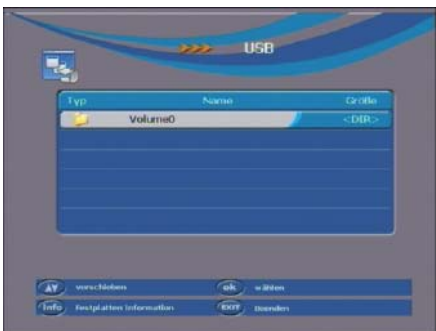 >>>> USB
Typ Name Größe
Volume0 <DIR>
▲▼ verschieben ok wählen
Info Festplatten Information EXIT Beenden